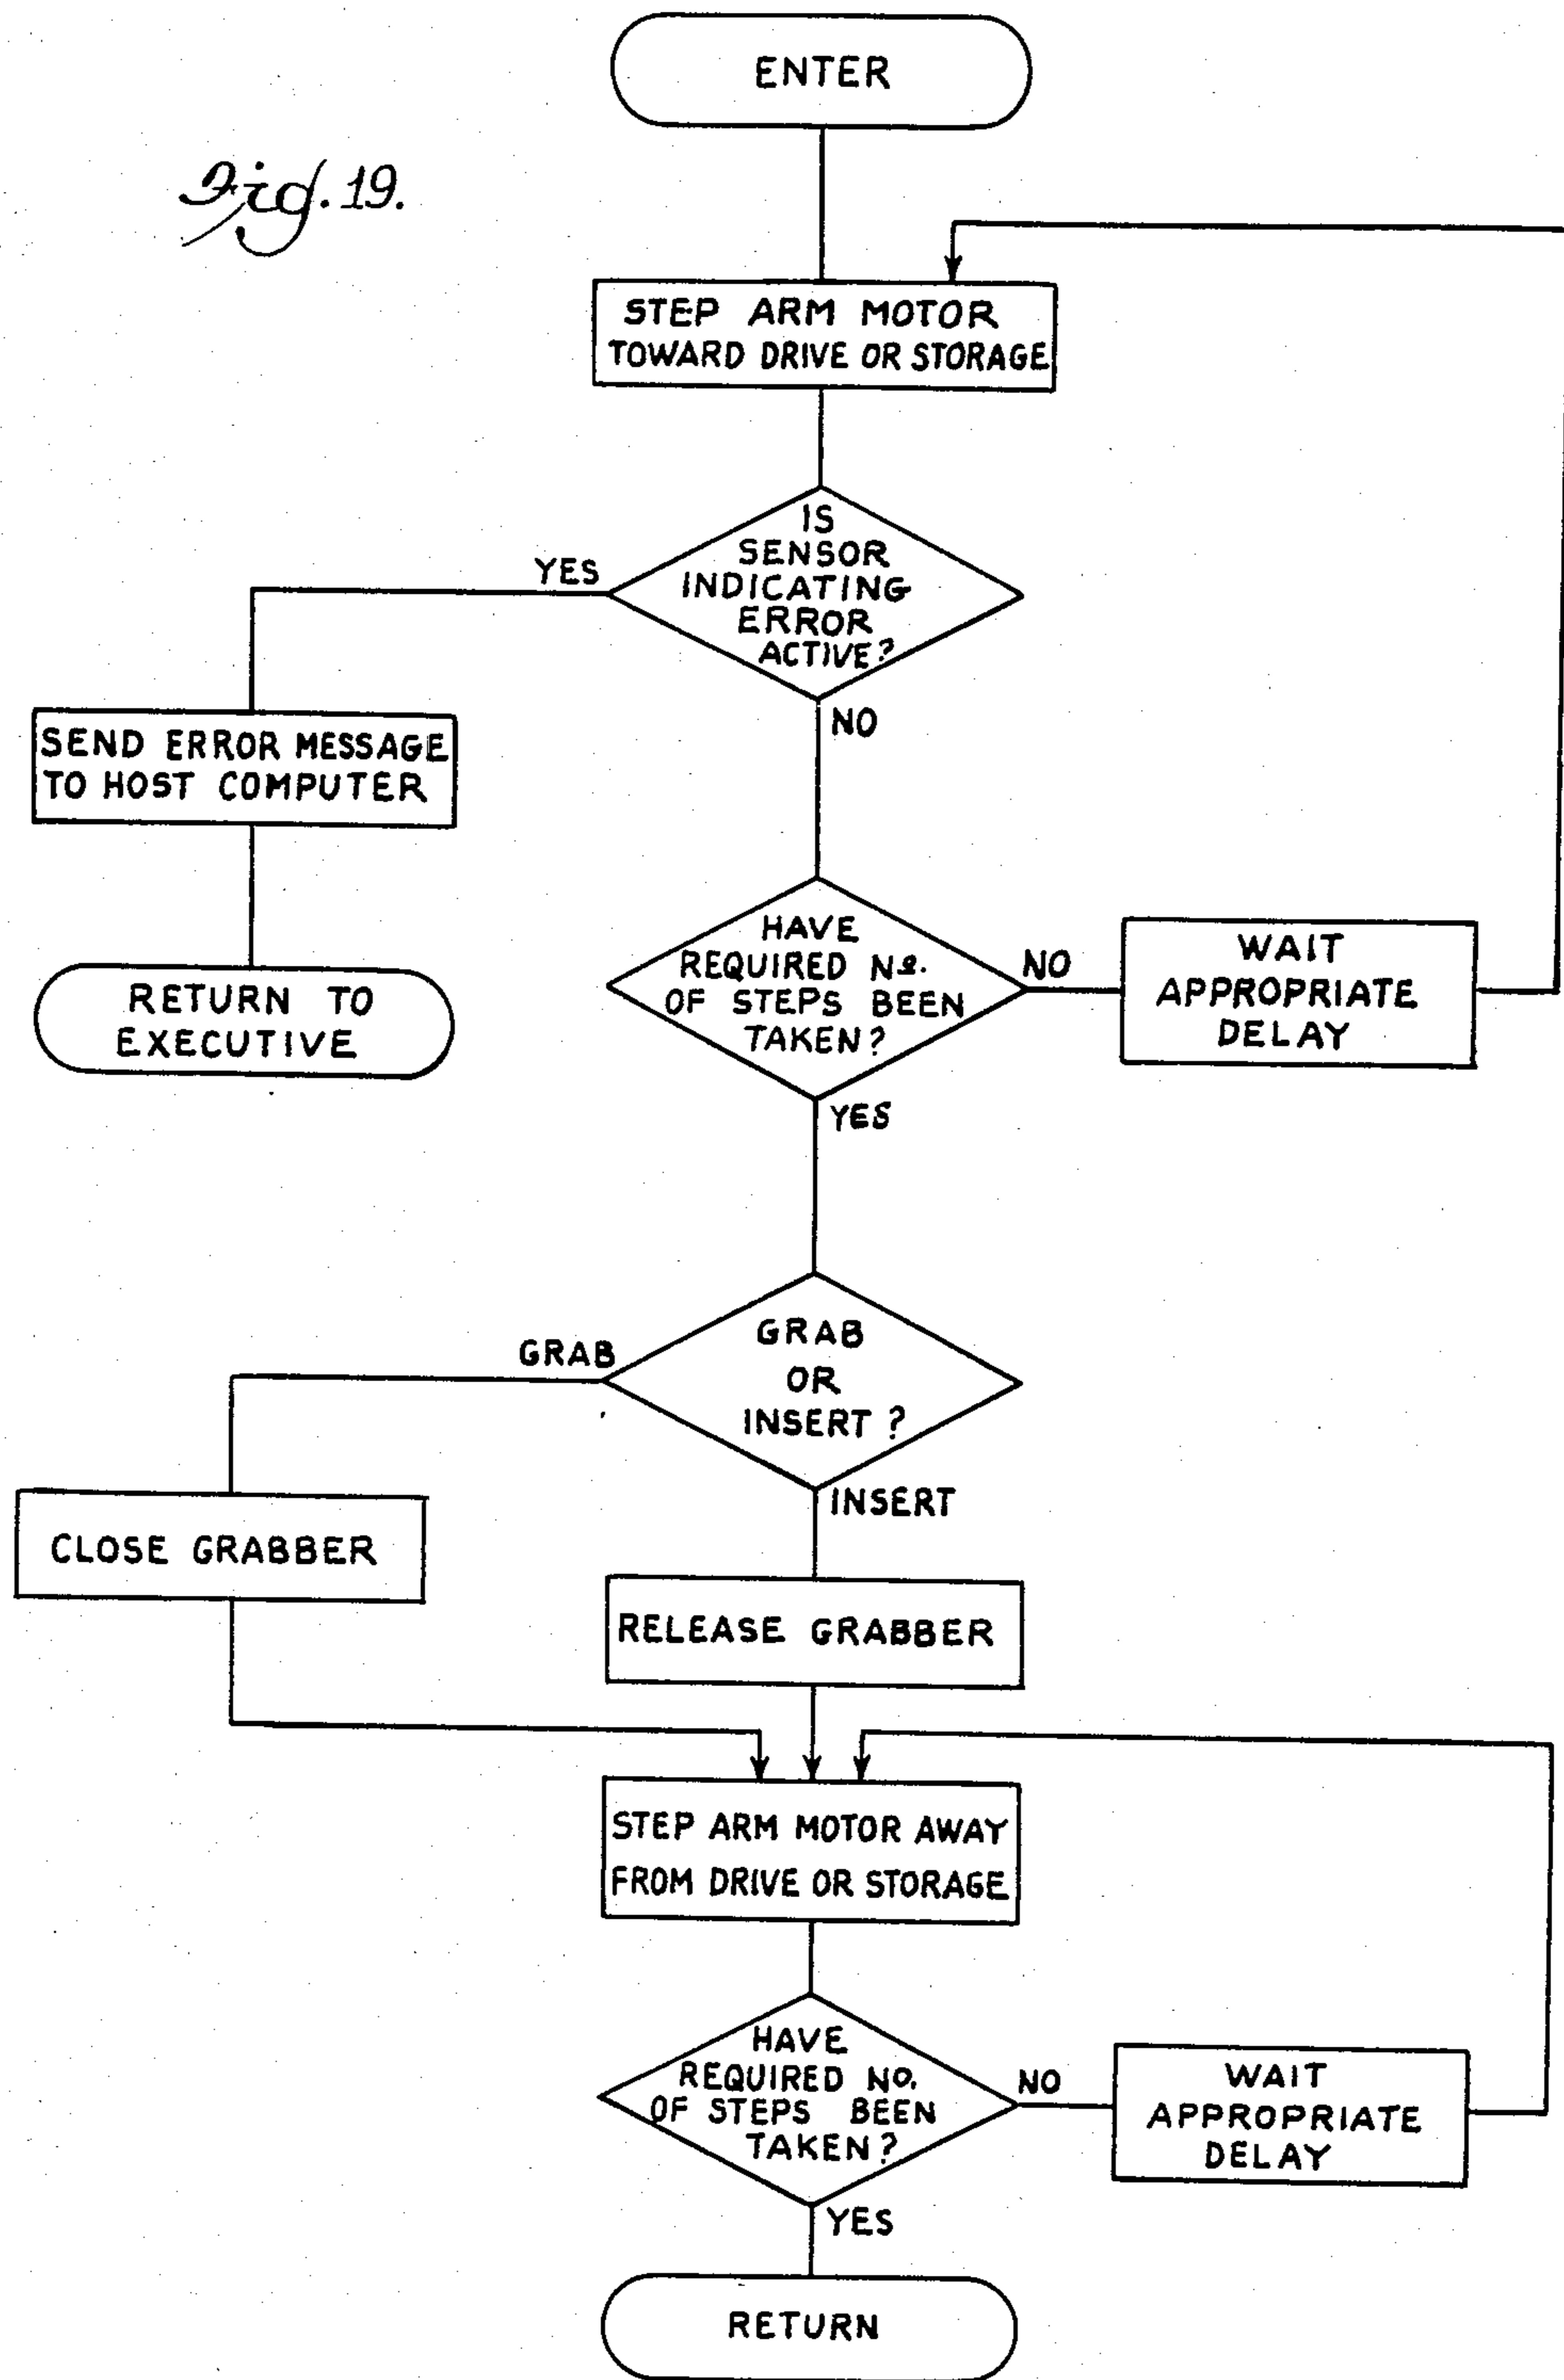 ENTER
Fig. 19.
STEP ARM MOTOR
TOWARD DRIVE OR STORAGE
IS
SENSOR
INDICATING
ERROR
ACTIVE?
YES
NO
SEND ERROR MESSAGE
TO HOST COMPUTER
RETURN TO
EXECUTIVE
HAVE
REQUIRED No.
OF STEPS BEEN
TAKEN?
NO
WAIT
APPROPRIATE
DELAY
YES
GRAB
OR
INSERT?
GRAB
INSERT
CLOSE GRABBER
RELEASE GRABBER
STEP ARM MOTOR AWAY
FROM DRIVE OR STORAGE
HAVE
REQUIRED NO.
OF STEPS BEEN
TAKEN?
NO
WAIT
APPROPRIATE
DELAY
YES
RETURN